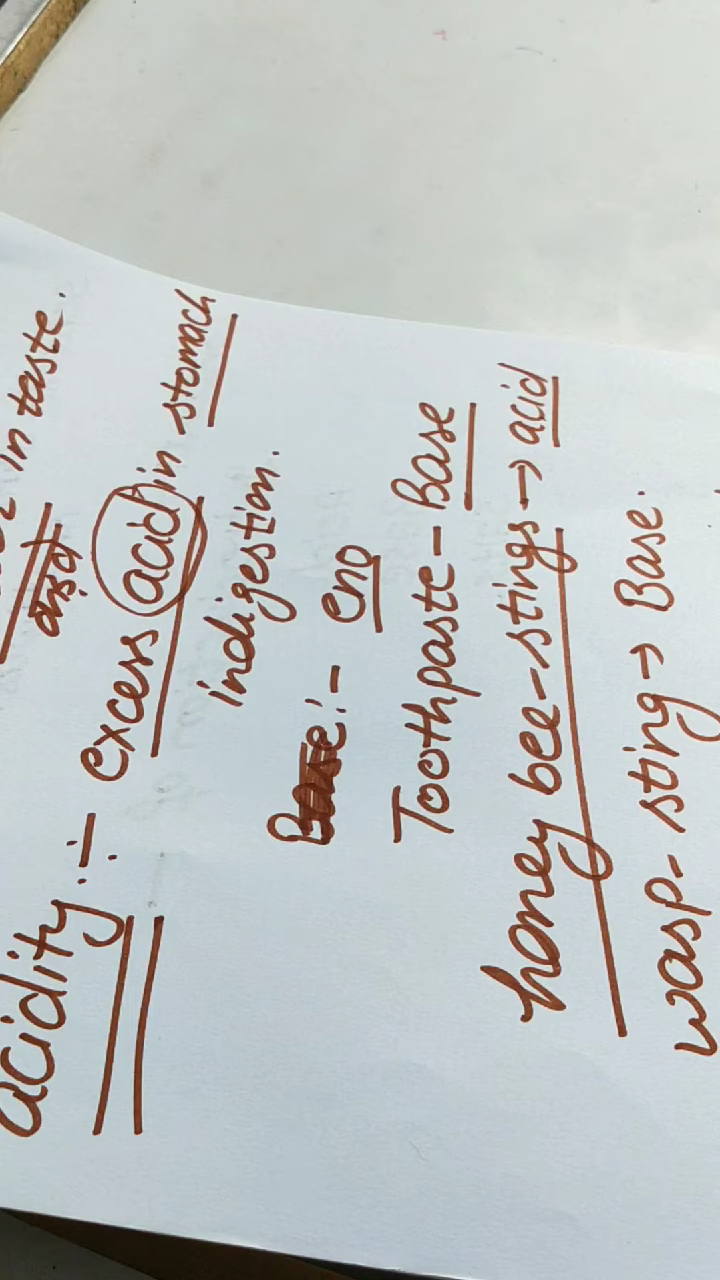 in taste.
कड़वा
acidity :- excess acid in stomach
indigestion.
Base :- eno
Toothpaste - Base
honey bee - stings → acid
wasp - sting → Base.